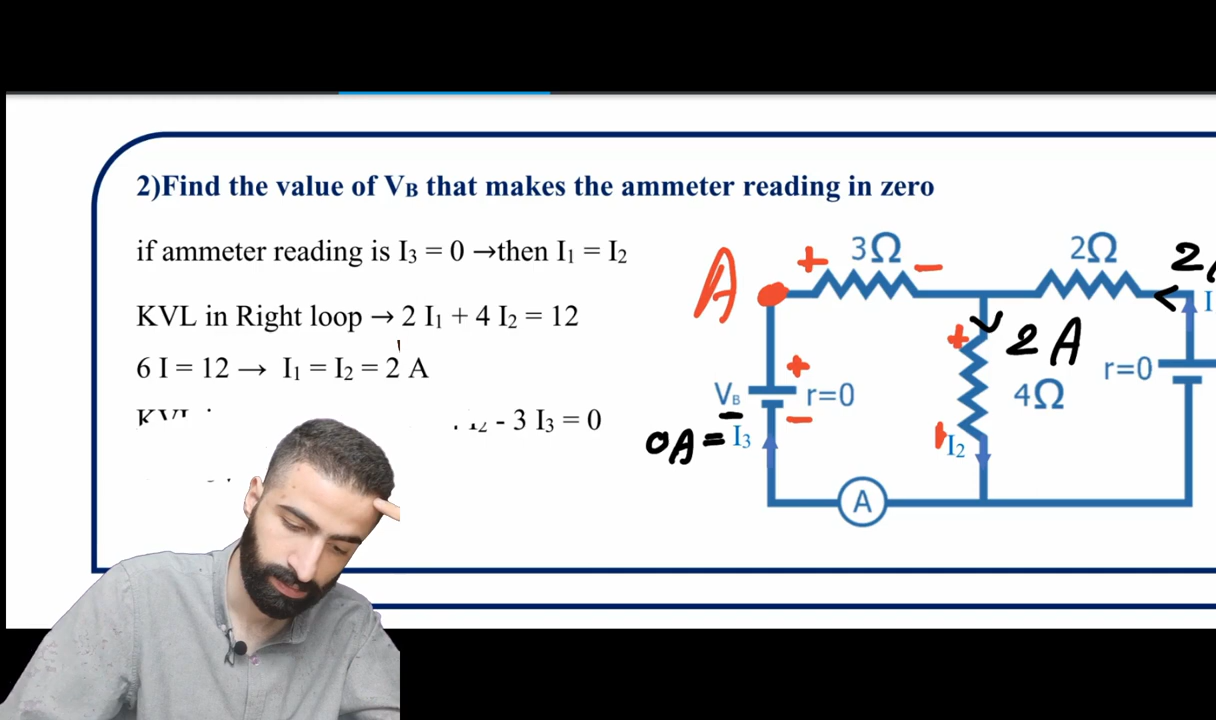 2)Find the value of VB that makes the ammeter reading in zero
if ammeter reading is I3 = 0 →then I1 = I2
KVL in Right loop → 2 I1 + 4 I2 = 12
6 I = 12 → I1 = I2 = 2 A
- 3 I3 = 0
A
+
3Ω
-
2Ω
2
I
+
2 A
4Ω
r=0
+
VB
r=0
-
0A = I3
I2
A